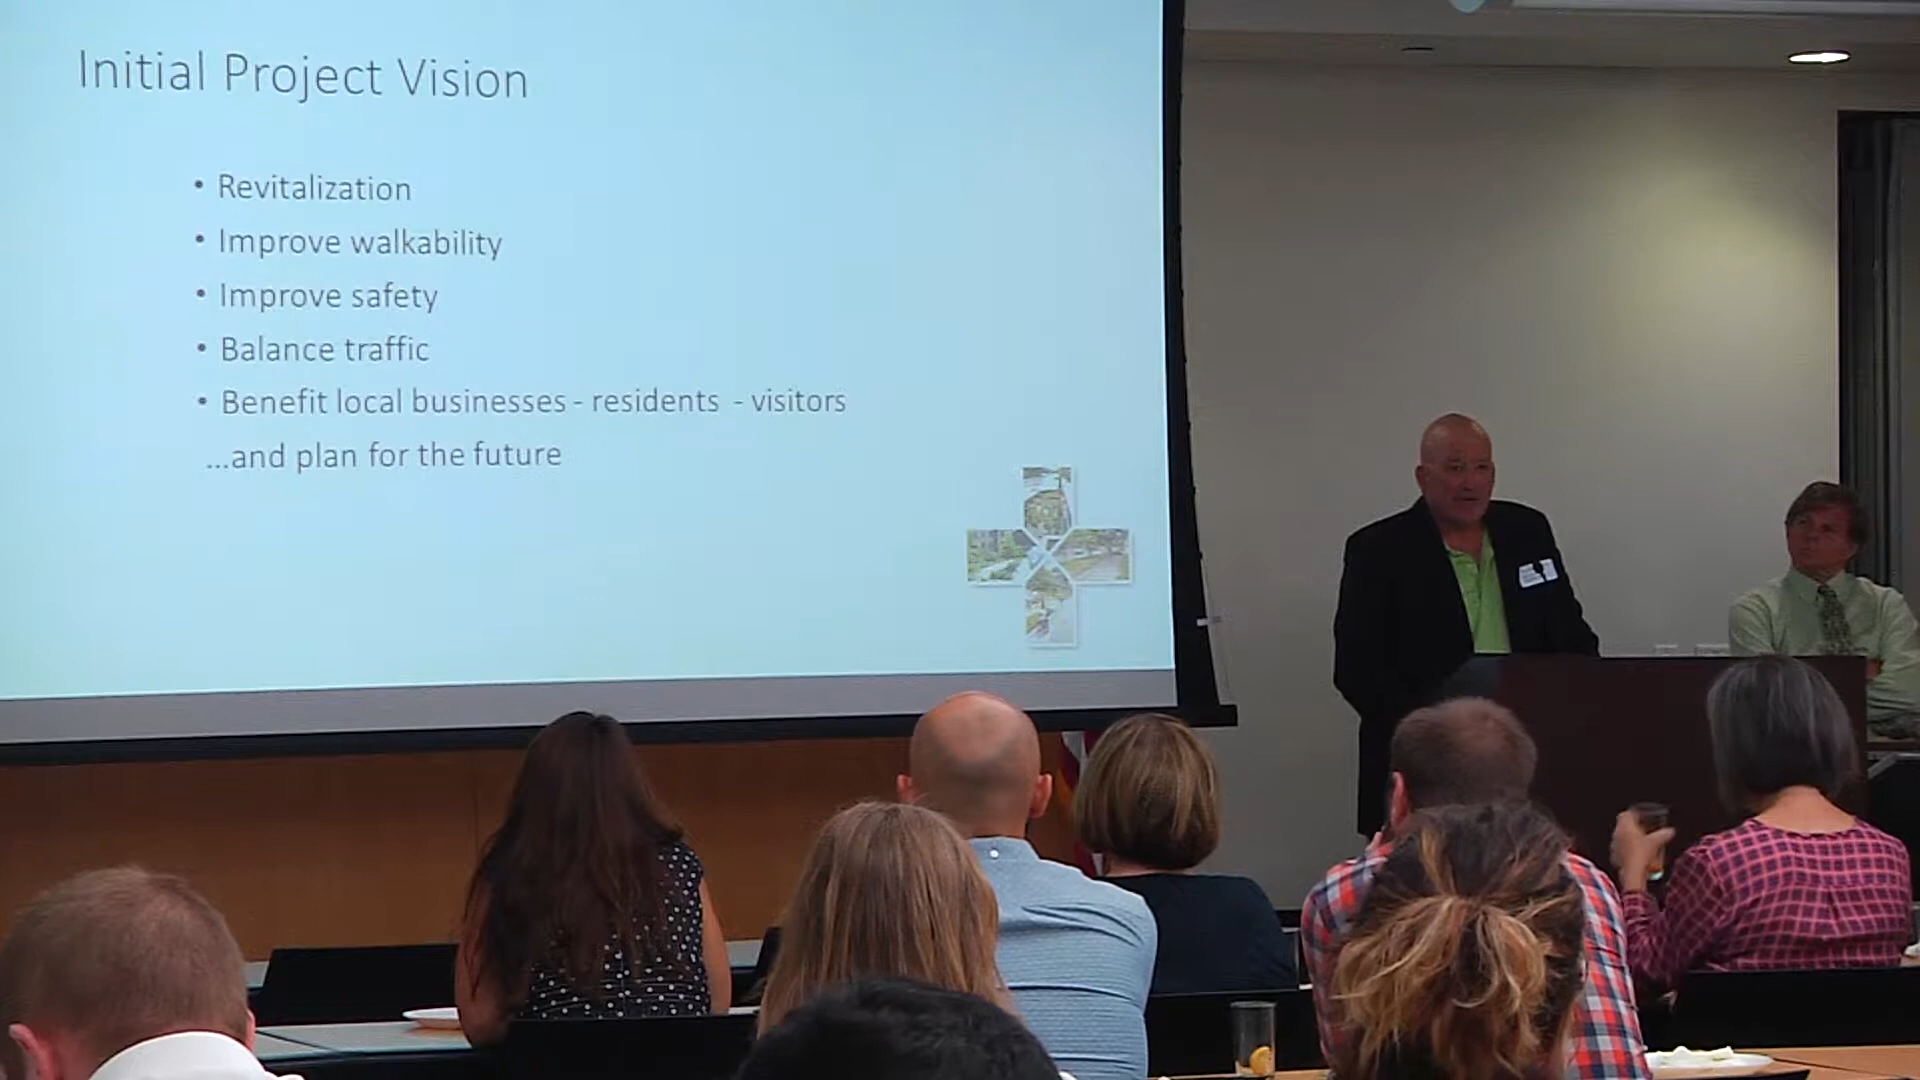 Initial Project Vision
• Revitalization
• Improve walkability
• Improve safety
• Balance traffic
• Benefit local businesses - residents - visitors
...and plan for the future